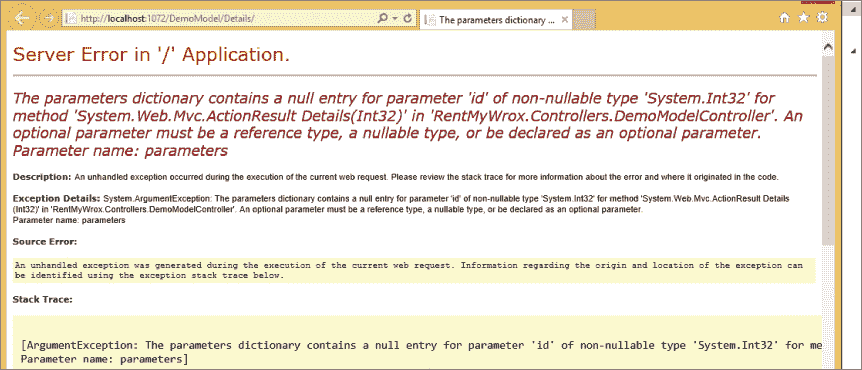 http://localhost:1072/DemoModel/Details/
The parameters dictionary ...
Server Error in '/' Application.
The parameters dictionary contains a null entry for parameter 'id' of non-nullable type 'System.Int32' for
method 'System.Web.Mvc.ActionResult Details(Int32)' in 'RentMyWrox.Controllers.DemoModelController'. An
optional parameter must be a reference type, a nullable type, or be declared as an optional parameter.
Parameter name: parameters
Description: An unhandled exception occurred during the execution of the current web request. Please review the stack trace for more information about the error and where it originated in the code.
Exception Details: System.ArgumentException: The parameters dictionary contains a null entry for parameter 'id' of non-nullable type 'System.Int32' for method 'System.Web.Mvc.ActionResult Details
(Int32)' in 'RentMyWrox.Controllers.DemoModelController'. An optional parameter must be a reference type, a nullable type, or be declared as an optional parameter.
Parameter name: parameters
Source Error:
An unhandled exception was generated during the execution of the current web request. Information regarding the origin and location of the exception can
be identified using the exception stack trace below.
Stack Trace:
[ArgumentException: The parameters dictionary contains a null entry for parameter 'id' of non-nullable type 'System.Int32' for me
Parameter name: parameters]